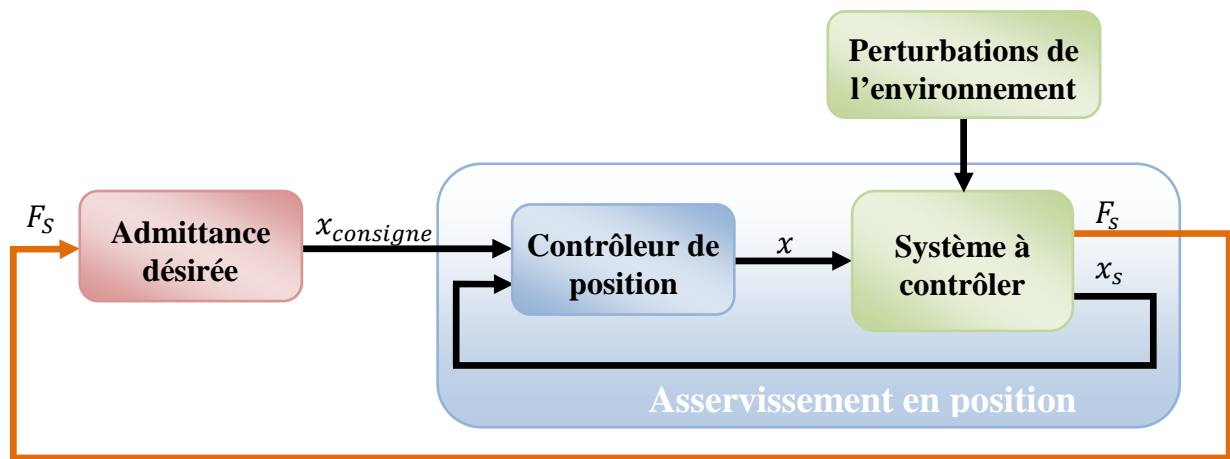 Perturbations de
l'environnement
F_S
Admittance
désirée
x_consigne
Contrôleur de
position
x
Système à
contrôler
F_s
x_s
Asservissement en position